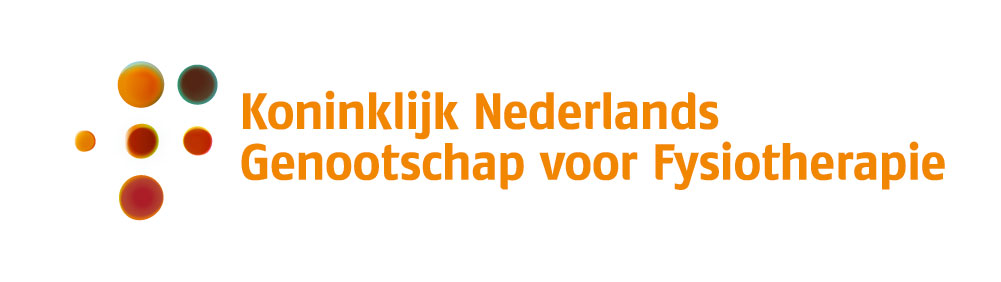 Koninklijk Nederlands
Genootschap voor Fysiotherapie